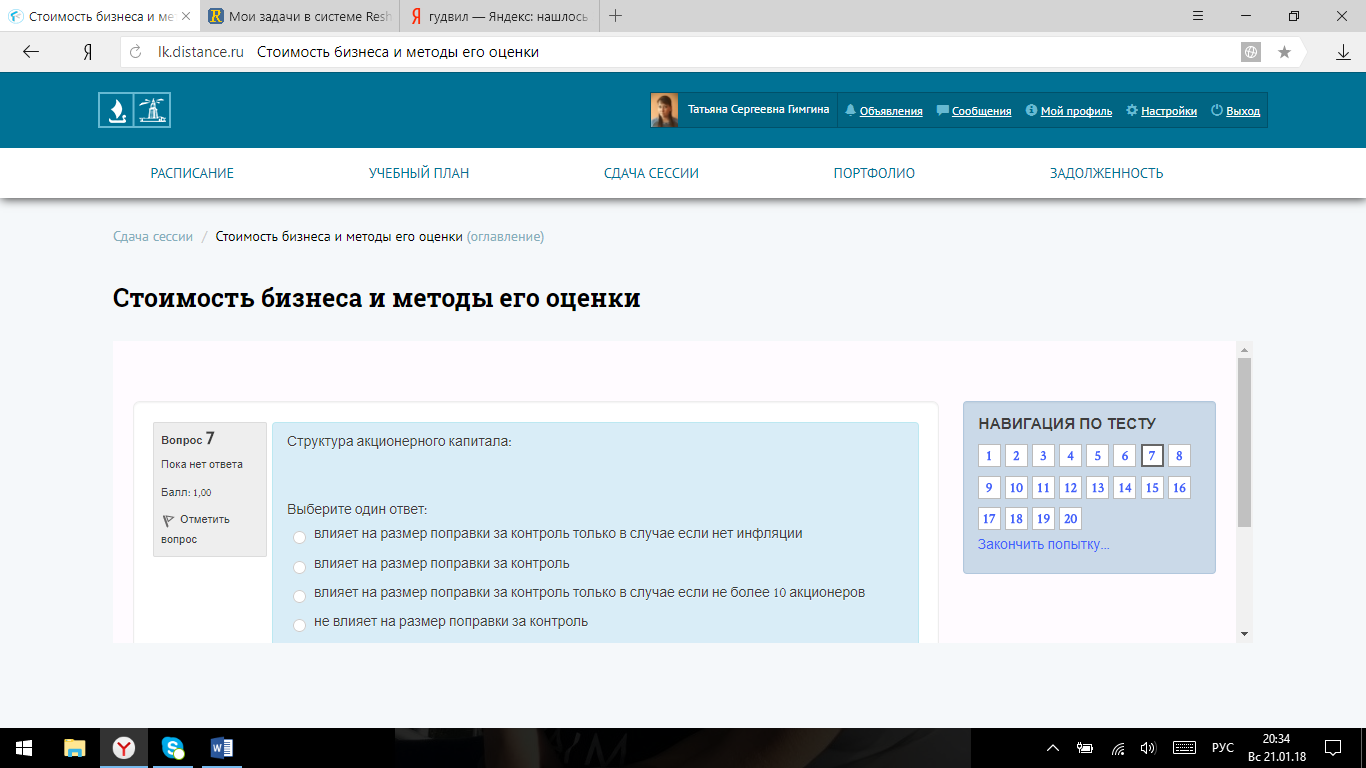 Стоимость бизнеса и ме
Мои задачи в системе Resh
гудвил — Яндекс: нашлось
lk.distance.ru Стоимость бизнеса и методы его оценки
Татьяна Сергеевна Гимгина Объявления Сообщения Мой профиль Настройки Выход
РАСПИСАНИЕ УЧЕБНЫЙ ПЛАН СДАЧА СЕССИИ ПОРТФОЛИО ЗАДОЛЖЕННОСТЬ
Сдача сессии / Стоимость бизнеса и методы его оценки (оглавление)
Стоимость бизнеса и методы его оценки
Вопрос 7
Пока нет ответа
Балл: 1,00
Отметить
вопрос
Структура акционерного капитала:
Выберите один ответ:
влияет на размер поправки за контроль только в случае если нет инфляции
влияет на размер поправки за контроль
влияет на размер поправки за контроль только в случае если не более 10 акционеров
не влияет на размер поправки за контроль
НАВИГАЦИЯ ПО ТЕСТУ
1 2 3 4 5 6 7 8
9 10 11 12 13 14 15 16
17 18 19 20
Закончить попытку...
РУС
20:34
Вс 21.01.18